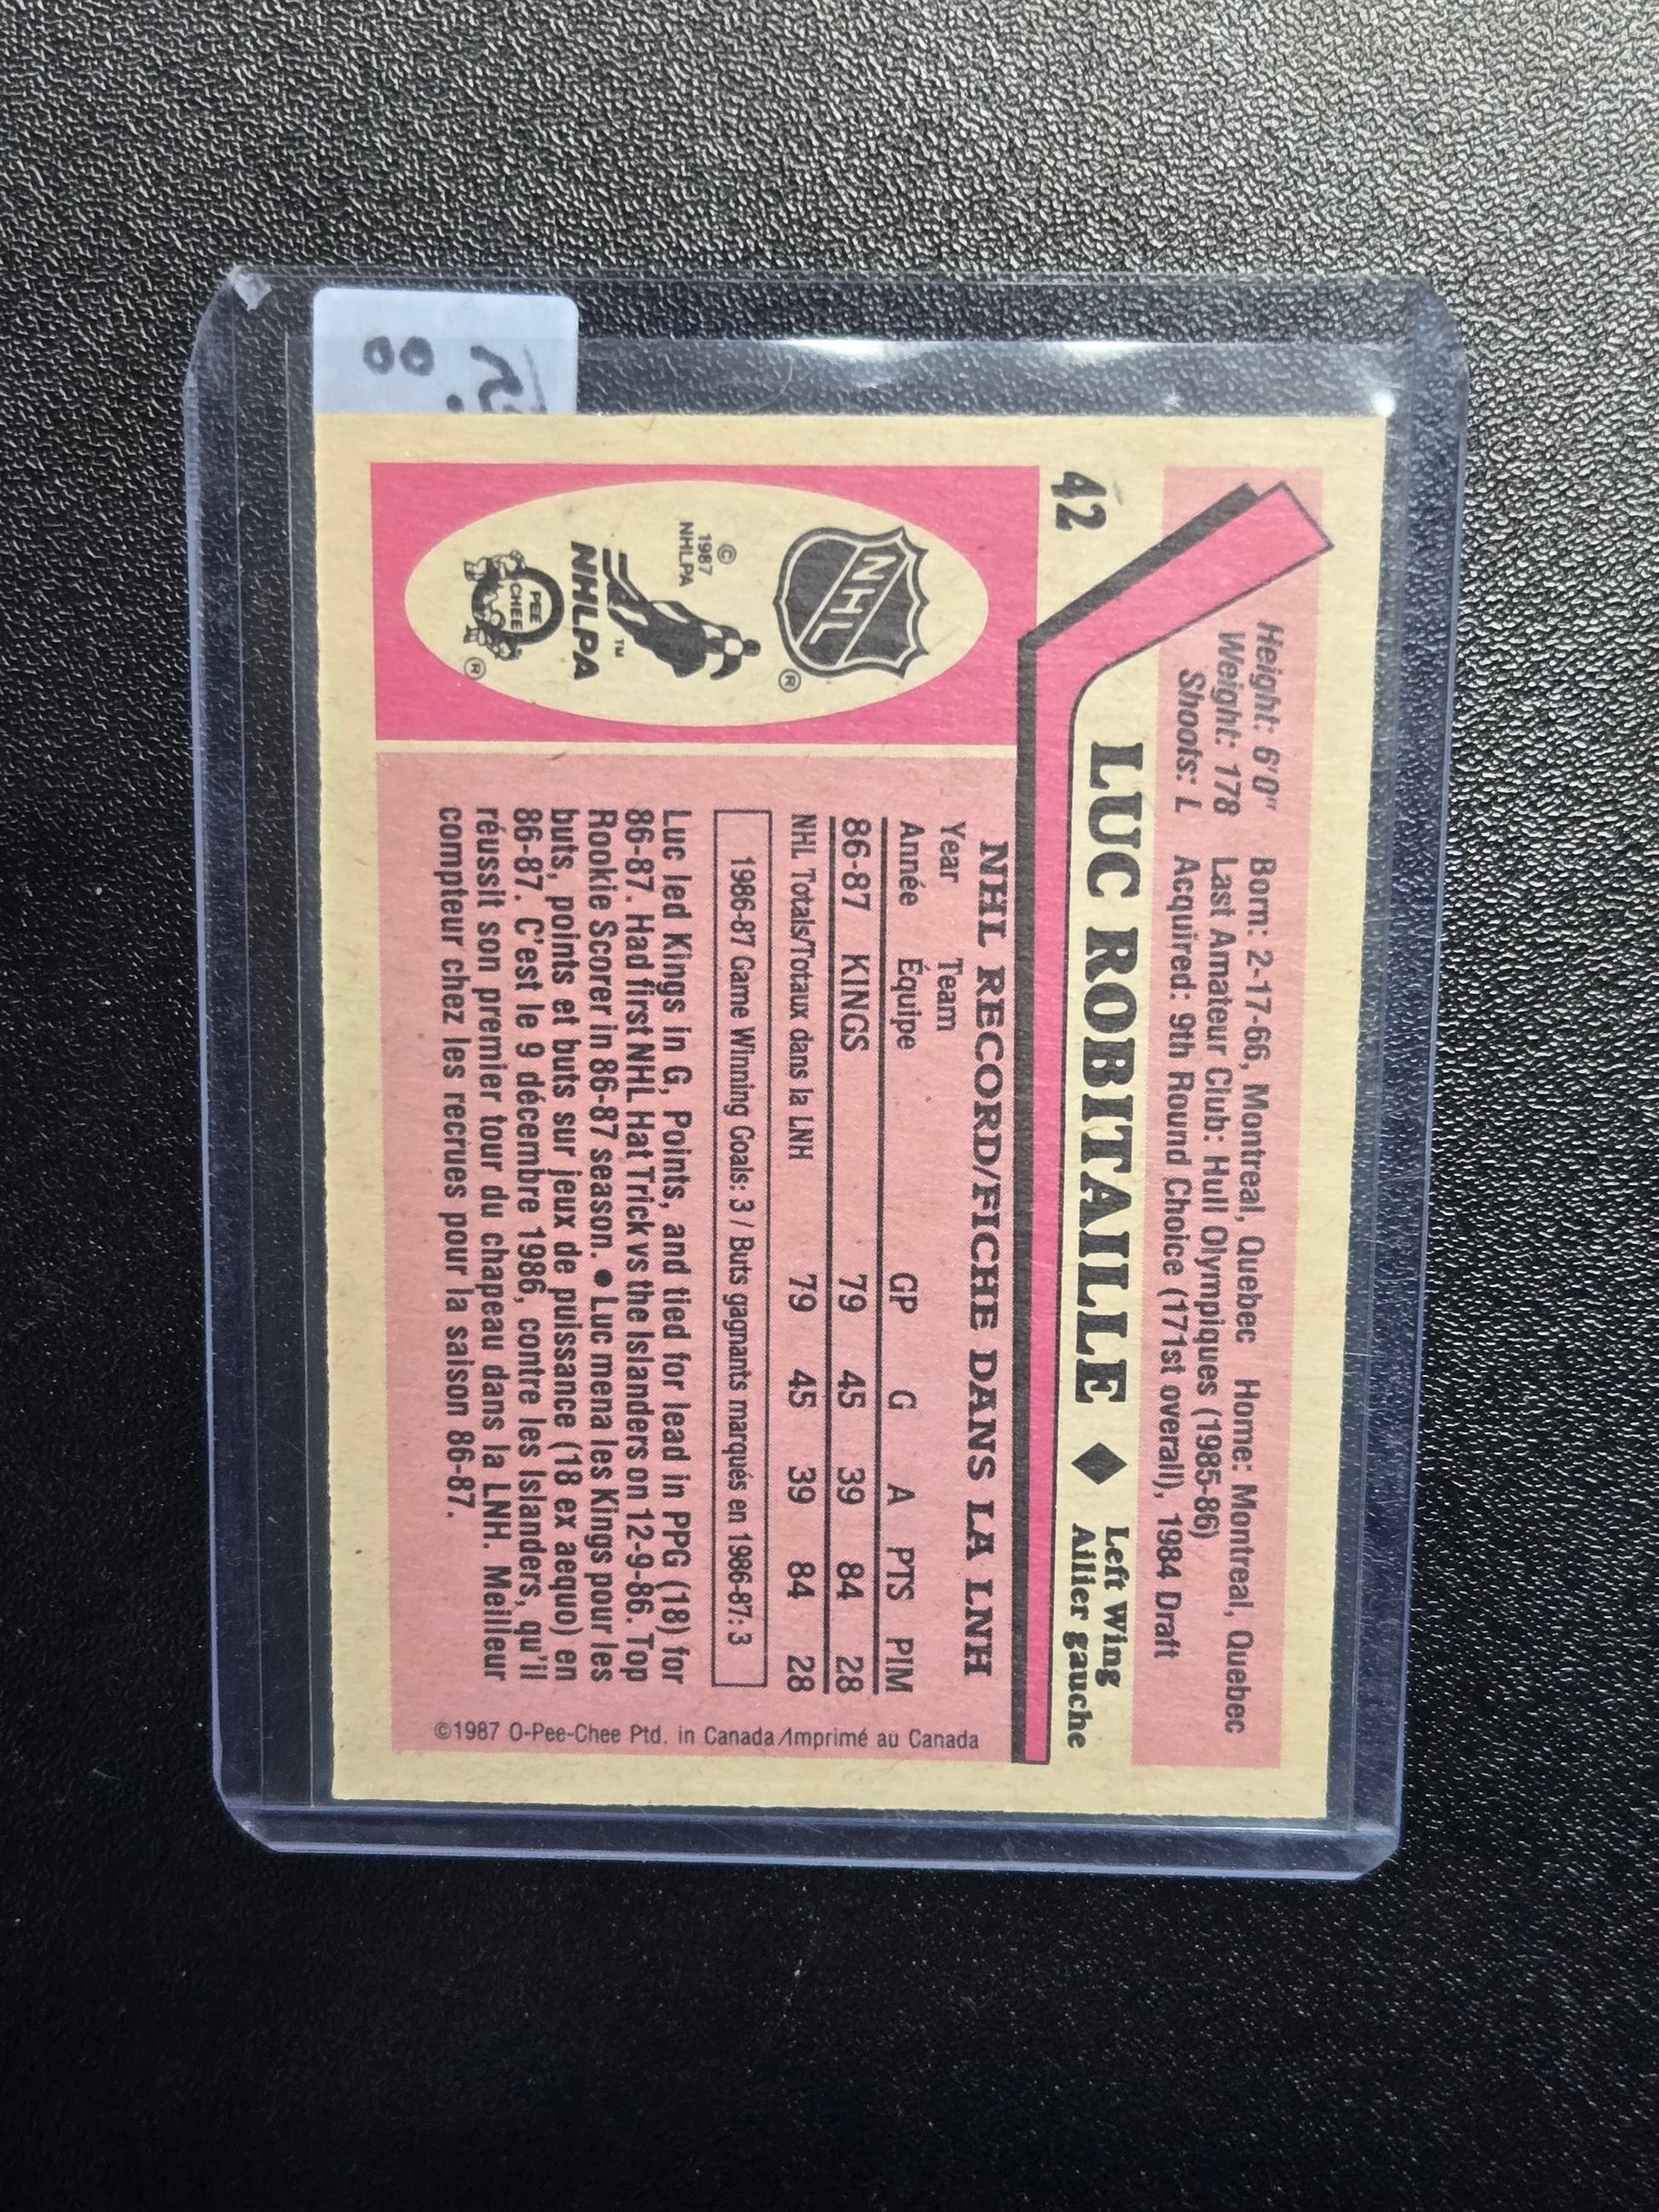 Height: 6'0" Born: 2-17-66, Montreal, Quebec Home: Montreal, Quebec
Weight: 178 Last Amateur Club: Hull Olympiques (1985-86)
Shoots: L Acquired: 9th Round Choice (171st overall), 1984 Draft
42
LUC ROBITAILLE ♦ Left Wing
Ailier gauche
NHL
®
© 1987 NHLPA
TM
NHLPA
O PEE CHEE
®
NHL RECORD/FICHE DANS LA LNH
Year Team
Année Équipe GP G A PTS PIM
86-87 KINGS 79 45 39 84 28
NHL Totals/Totaux dans la LNH 79 45 39 84 28
1986-87 Game Winning Goals: 3 / Buts gagnants marqués en 1986-87: 3
Luc led Kings in G, Points, and tied for lead in PPG (18) for
86-87. Had first NHL Hat Trick vs the Islanders on 12-9-86. Top
Rookie Scorer in 86-87 season. ● Luc mena les Kings pour les
buts, points et buts sur jeux de puissance (18 ex aequo) en
86-87. C'est le 9 décembre 1986, contre les Islanders, qu'il
réussit son premier tour du chapeau dans la LNH. Meilleur
compteur chez les recrues pour la saison 86-87.
©1987 O-Pee-Chee Ptd. in Canada/Imprimé au Canada